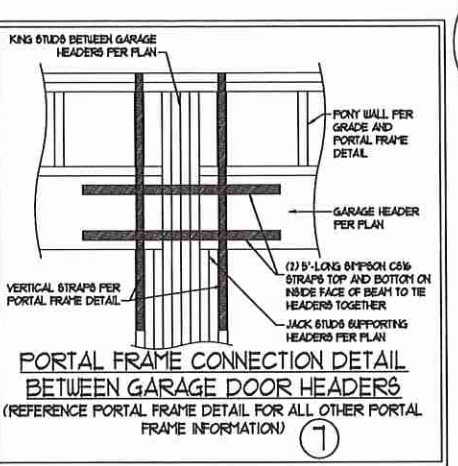 KING STUDS BETWEEN GARAGE
HEADERS PER PLAN
PONY WALL PER
GRADE AND
PORTAL FRAME
DETAIL
GARAGE HEADER
PER PLAN
(2) 5'-LONG SIMPSON CS16
STRAPS TOP AND BOTTOM ON
INSIDE FACE OF BEAM TO TIE
HEADERS TOGETHER
VERTICAL STRAPS PER
PORTAL FRAME DETAIL
JACK STUDS SUPPORTING
HEADERS PER PLAN
PORTAL FRAME CONNECTION DETAIL
BETWEEN GARAGE DOOR HEADERS
(REFERENCE PORTAL FRAME DETAIL FOR ALL OTHER PORTAL
FRAME INFORMATION)
7